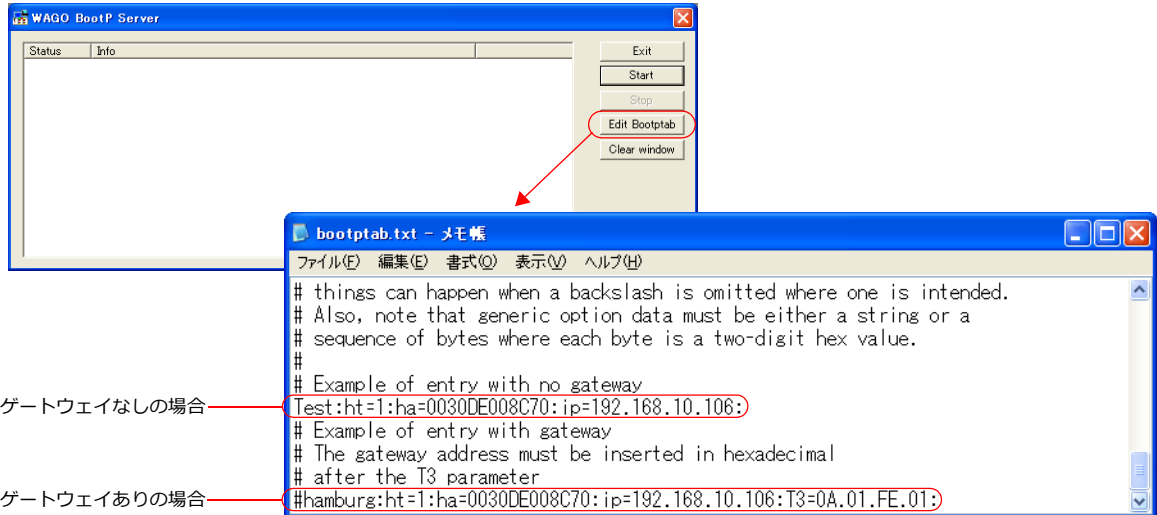 WAGO BootP Server
Status Info
Exit
Start
Stop
Edit Bootptab
Clear window
bootptab.txt - メモ帳
ファイル(F) 編集(E) 書式(O) 表示(V) ヘルプ(H)
# things can happen when a backslash is omitted where one is intended.
# Also, note that generic option data must be either a string or a
# sequence of bytes where each byte is a two-digit hex value.
#
# Example of entry with no gateway
ゲートウェイなしの場合
Test:ht=1:ha=0030DE008C70:ip=192.168.10.106:
# Example of entry with gateway
# The gateway address must be inserted in hexadecimal
# after the T3 parameter
ゲートウェイありの場合
#hamburg:ht=1:ha=0030DE008C70:ip=192.168.10.106:T3=0A.01.FE.01: